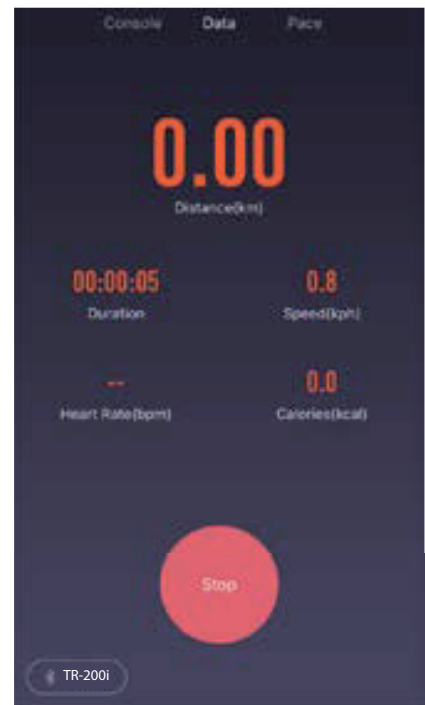 Console Data Pace
0.00
Distance(km)
00:00:05 0.8
Duration Speed(kph)
-- 0.0
Heart Rate(bpm) Calories(kcal)
Stop
TR-200i